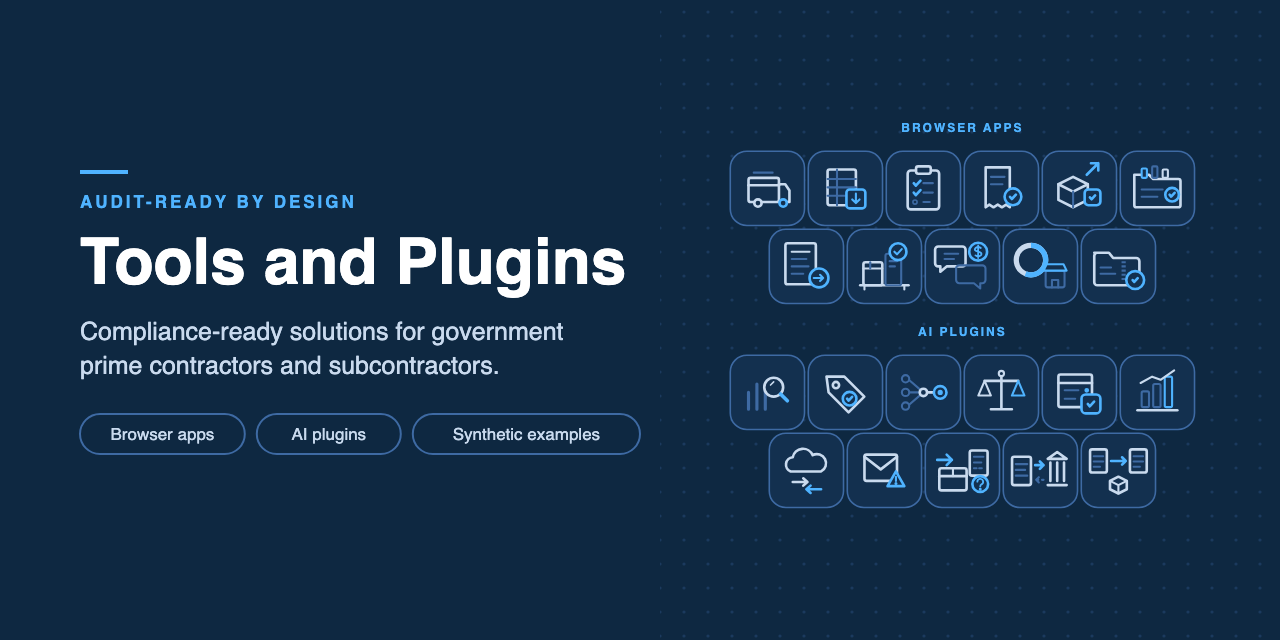 AUDIT-READY BY DESIGN
Tools and Plugins
Compliance-ready solutions for government
prime contractors and subcontractors.
Browser apps
AI plugins
Synthetic examples
BROWSER APPS
$
AI PLUGINS
?